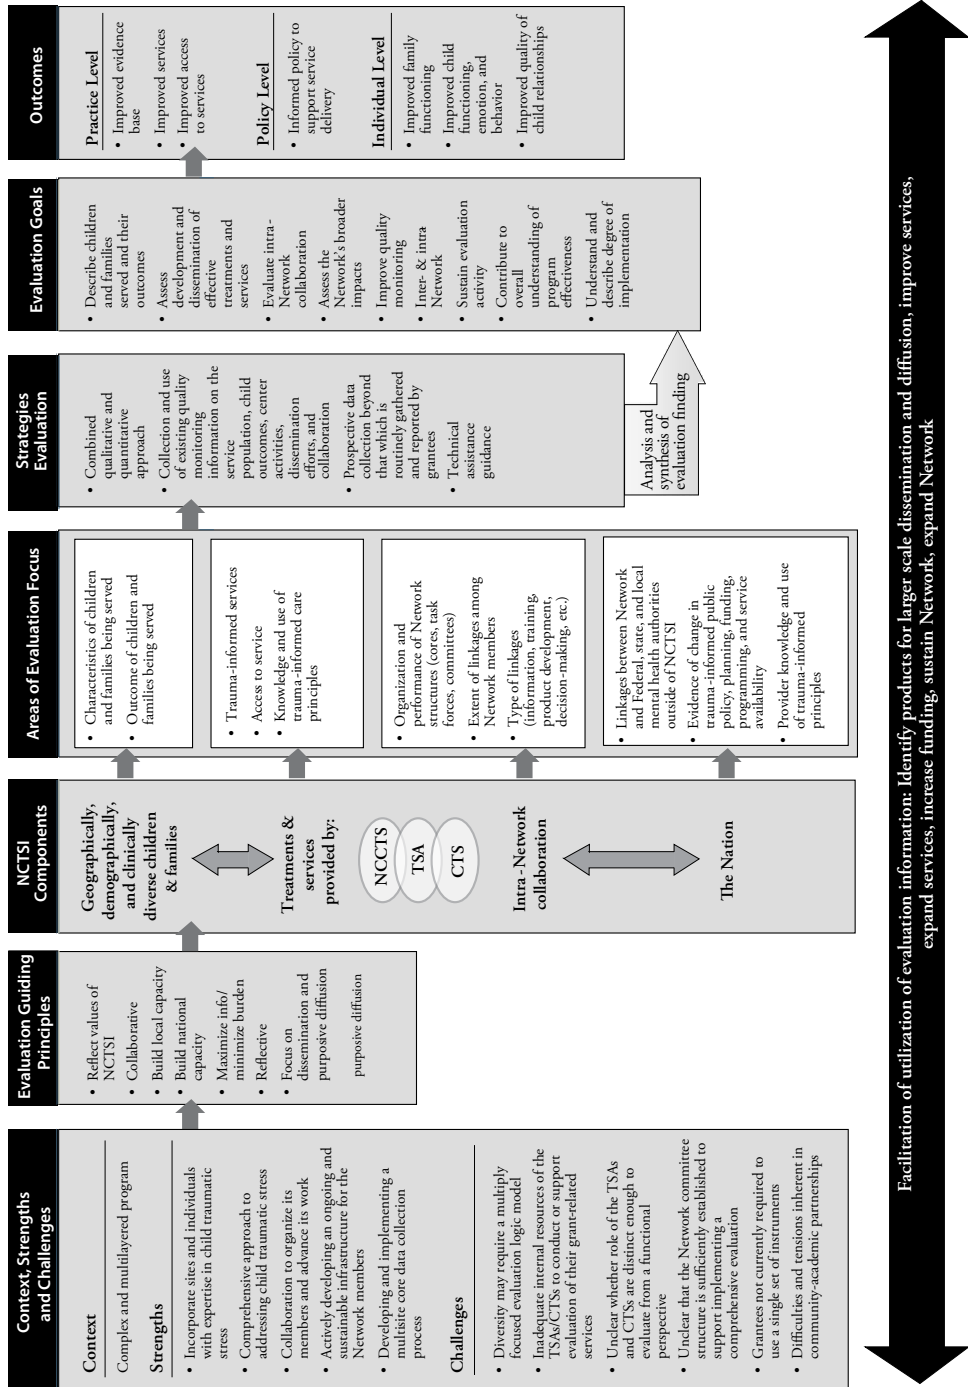 Context, Strengths
and Challenges
Context
Complex and multilayered program
Strengths
• Incorporate sites and individuals
with expertise in child traumatic
stress
• Comprehensive approach to
addressing child traumatic stress
• Collaboration to organize its
members and advance its work
• Actively developing an ongoing and
sustainable infrastructure for the
Network members
• Developing and implementing a
multisite core data collection
process
Challenges
• Diversity may require a multiply
focused evaluation logic model
• Inadequate internal resources of the
TSAs/CTSs to conduct or support
evaluation of their grant-related
services
• Unclear whether role of the TSAs
and CTSs are distinct enough to
evaluate from a functional
perspective
• Unclear that the Network committee
structure is sufficiently established to
support implementing a
comprehensive evaluation
• Grantees not currently required to
use a single set of instruments
• Difficulties and tensions inherent in
community-academic partnerships
Evaluation Guiding
Principles
• Reflect values of
NCTSI
• Collaborative
• Build local capacity
• Build national
capacity
• Maximize info/
minimize burden
• Reflective
• Focus on
dissemination and
purposive diffusion
purposive diffusion
NCTSI
Components
Geographically,
demographically,
and clinically
diverse children
& families
Treatments &
services
provided by:
NCCTS
TSA
CTS
Intra-Network
collaboration
The Nation
Areas of Evaluation Focus
• Characteristics of children
and families being served
• Outcome of children and
families being served
• Trauma-informed services
• Access to service
• Knowledge and use of
trauma-informed care
principles
• Organization and
performance of Network
structures (cores, task
forces, committees)
• Extent of linkages among
Network members
• Type of linkages
(information, training,
product development,
decision-making, etc.)
• Linkages between Network
and Federal, state, and local
mental health authorities
outside of NCTSI
• Evidence of change in
trauma-informed public
policy, planning, funding,
programming, and service
availability
• Provider knowledge and use
of trauma-informed
principles
Strategies
Evaluation
• Combined
qualitative and
quantitative
approach
• Collection and use
of existing quality
monitoring
information on the
service
population, child
outcomes, center
activities,
dissemination
efforts, and
collaboration
• Prospective data
collection beyond
that which is
routinely gathered
and reported by
grantees
• Technical
assistance
guidance
Analysis and
synthesis of
evaluation finding
Evaluation Goals
• Describe children
and families
served and their
outcomes
• Assess
development and
dissemination of
effective
treatments and
services
• Evaluate intra-
Network
collaboration
• Assess the
Network's broader
impacts
• Improve quality
monitoring
• Inter- & intra
Network
• Sustain evaluation
activity
• Contribute to
overall
understanding of
program
effectiveness
• Understand and
describe degree of
implementation
Outcomes
Practice Level
• Improved evidence
base
• Improved services
• Improved access
to services
Policy Level
• Informed policy to
support service
delivery
Individual Level
• Improved family
functioning
• Improved child
functioning,
emotion, and
behavior
• Improved quality of
child relationships
Facilitation of utilization of evaluation information: Identify products for larger scale dissemination and diffusion, improve services,
expand services, increase funding, sustain Network, expand Network